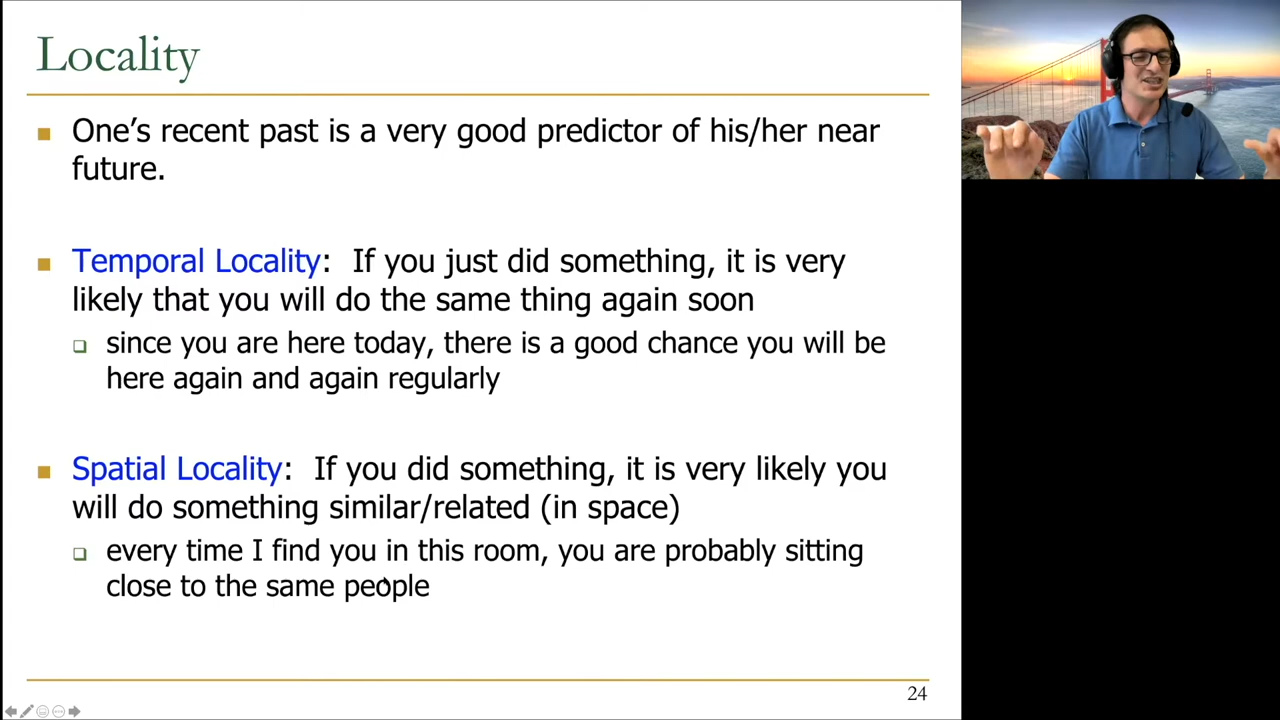 Locality
One’s recent past is a very good predictor of his/her near
future.
Temporal Locality:  If you just did something, it is very
likely that you will do the same thing again soon
since you are here today, there is a good chance you will be
here again and again regularly
Spatial Locality:  If you did something, it is very likely you
will do something similar/related (in space)
every time I find you in this room, you are probably sitting
close to the same people
24